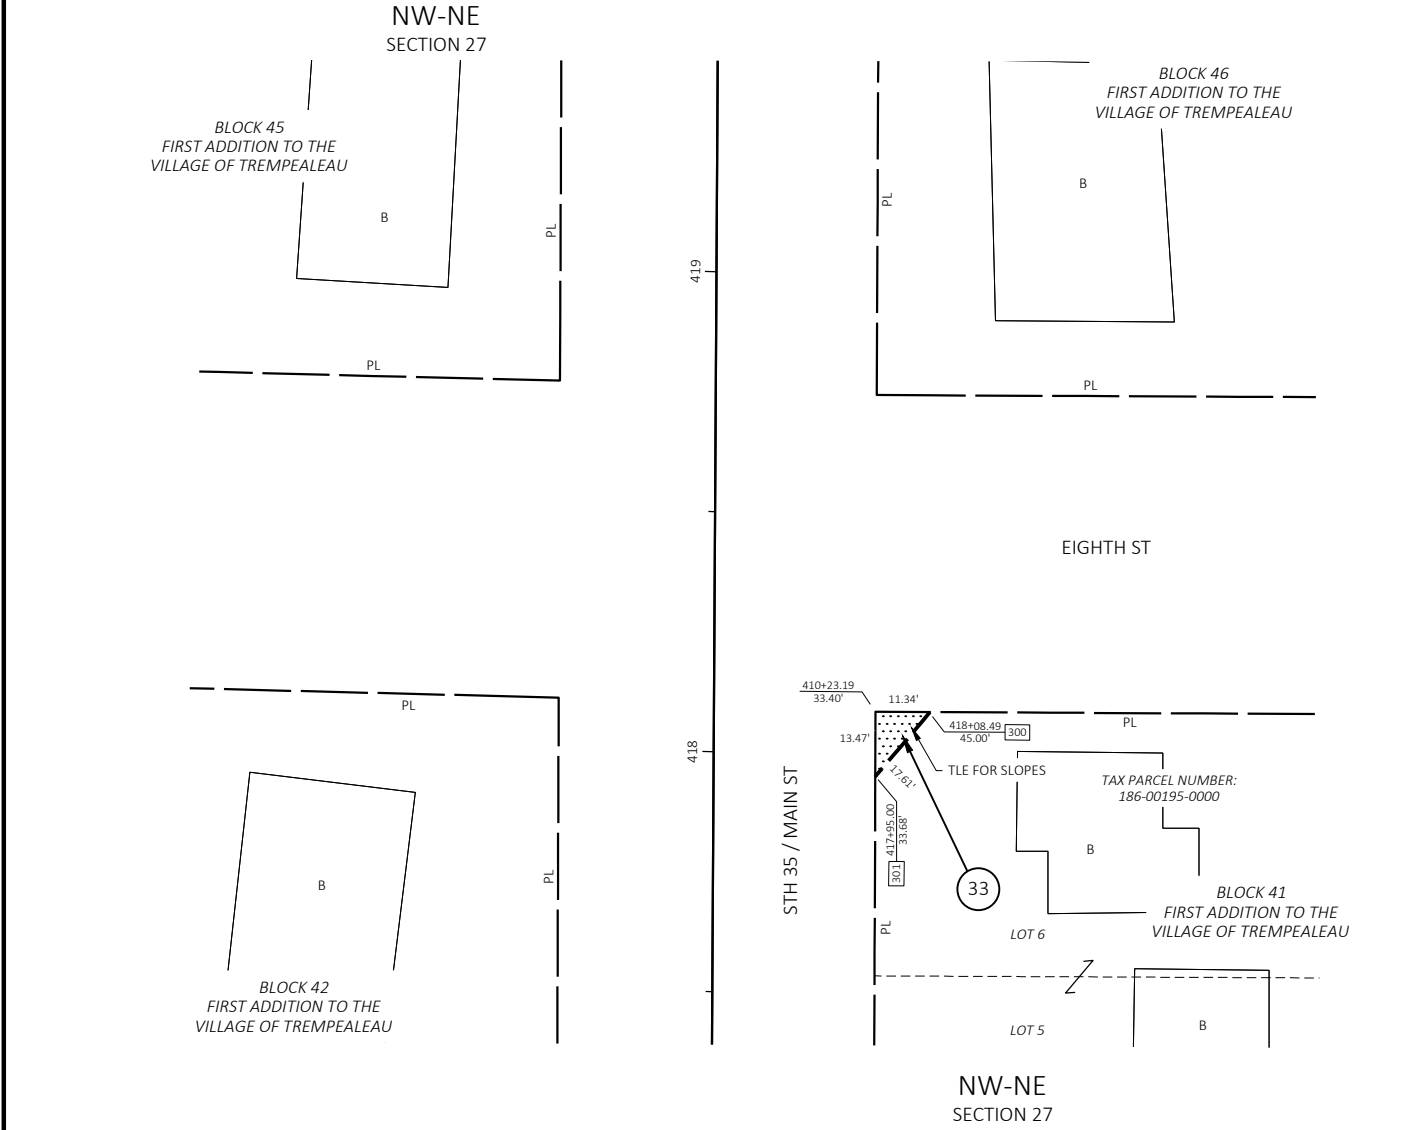 NW-NE
SECTION 27
BLOCK 45
FIRST ADDITION TO THE
VILLAGE OF TREMPEALEAU
B
PL
PL
419
BLOCK 46
FIRST ADDITION TO THE
VILLAGE OF TREMPEALEAU
B
PL
PL
EIGHTH ST
PL
B
PL
BLOCK 42
FIRST ADDITION TO THE
VILLAGE OF TREMPEALEAU
418
STH 35 / MAIN ST
410+23.19
33.40'
11.34'
13.47'
17.61'
418+08.49
45.00'
300
PL
TLE FOR SLOPES
417+95.00
33.68'
301
33
TAX PARCEL NUMBER:
186-00195-0000
B
BLOCK 41
FIRST ADDITION TO THE
VILLAGE OF TREMPEALEAU
PL
LOT 6
LOT 5
B
NW-NE
SECTION 27